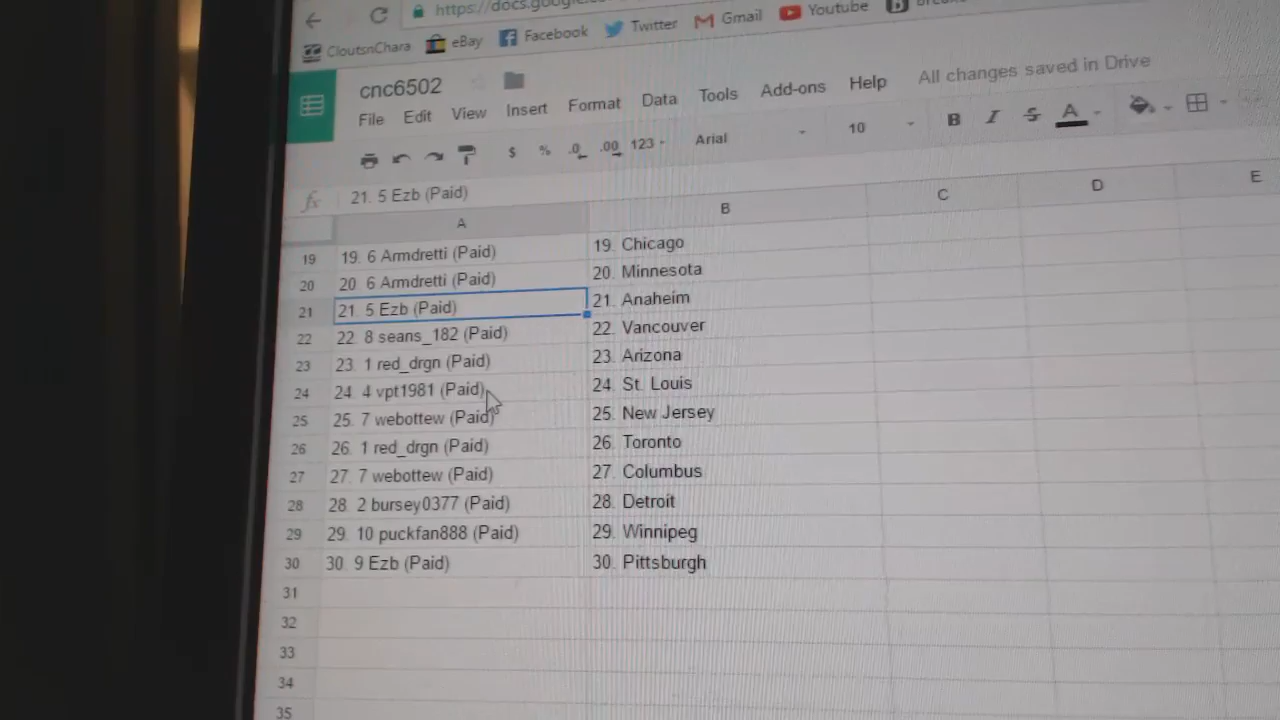 https://docs.google.
CloutsnChara eBay Facebook Twitter Gmail Youtube
cnc6502
All changes saved in Drive
File Edit View Insert Format Data Tools Add-ons Help
$ % .0 .00 123 Arial 10 B I S A
fx 21. 5 Ezb (Paid)
A B C D E
19 19. 6 Armdretti (Paid) 19. Chicago
20 20. 6 Armdretti (Paid) 20. Minnesota
21 21. 5 Ezb (Paid) 21. Anaheim
22 22. 8 seans_182 (Paid) 22. Vancouver
23 23. 1 red_drgn (Paid) 23. Arizona
24 24. 4 vpt1981 (Paid) 24. St. Louis
25 25. 7 webottew (Paid) 25. New Jersey
26 26. 1 red_drgn (Paid) 26. Toronto
27 27. 7 webottew (Paid) 27. Columbus
28 28. 2 bursey0377 (Paid) 28. Detroit
29 29. 10 puckfan888 (Paid) 29. Winnipeg
30 30. 9 Ezb (Paid) 30. Pittsburgh
31
32
33
34
35